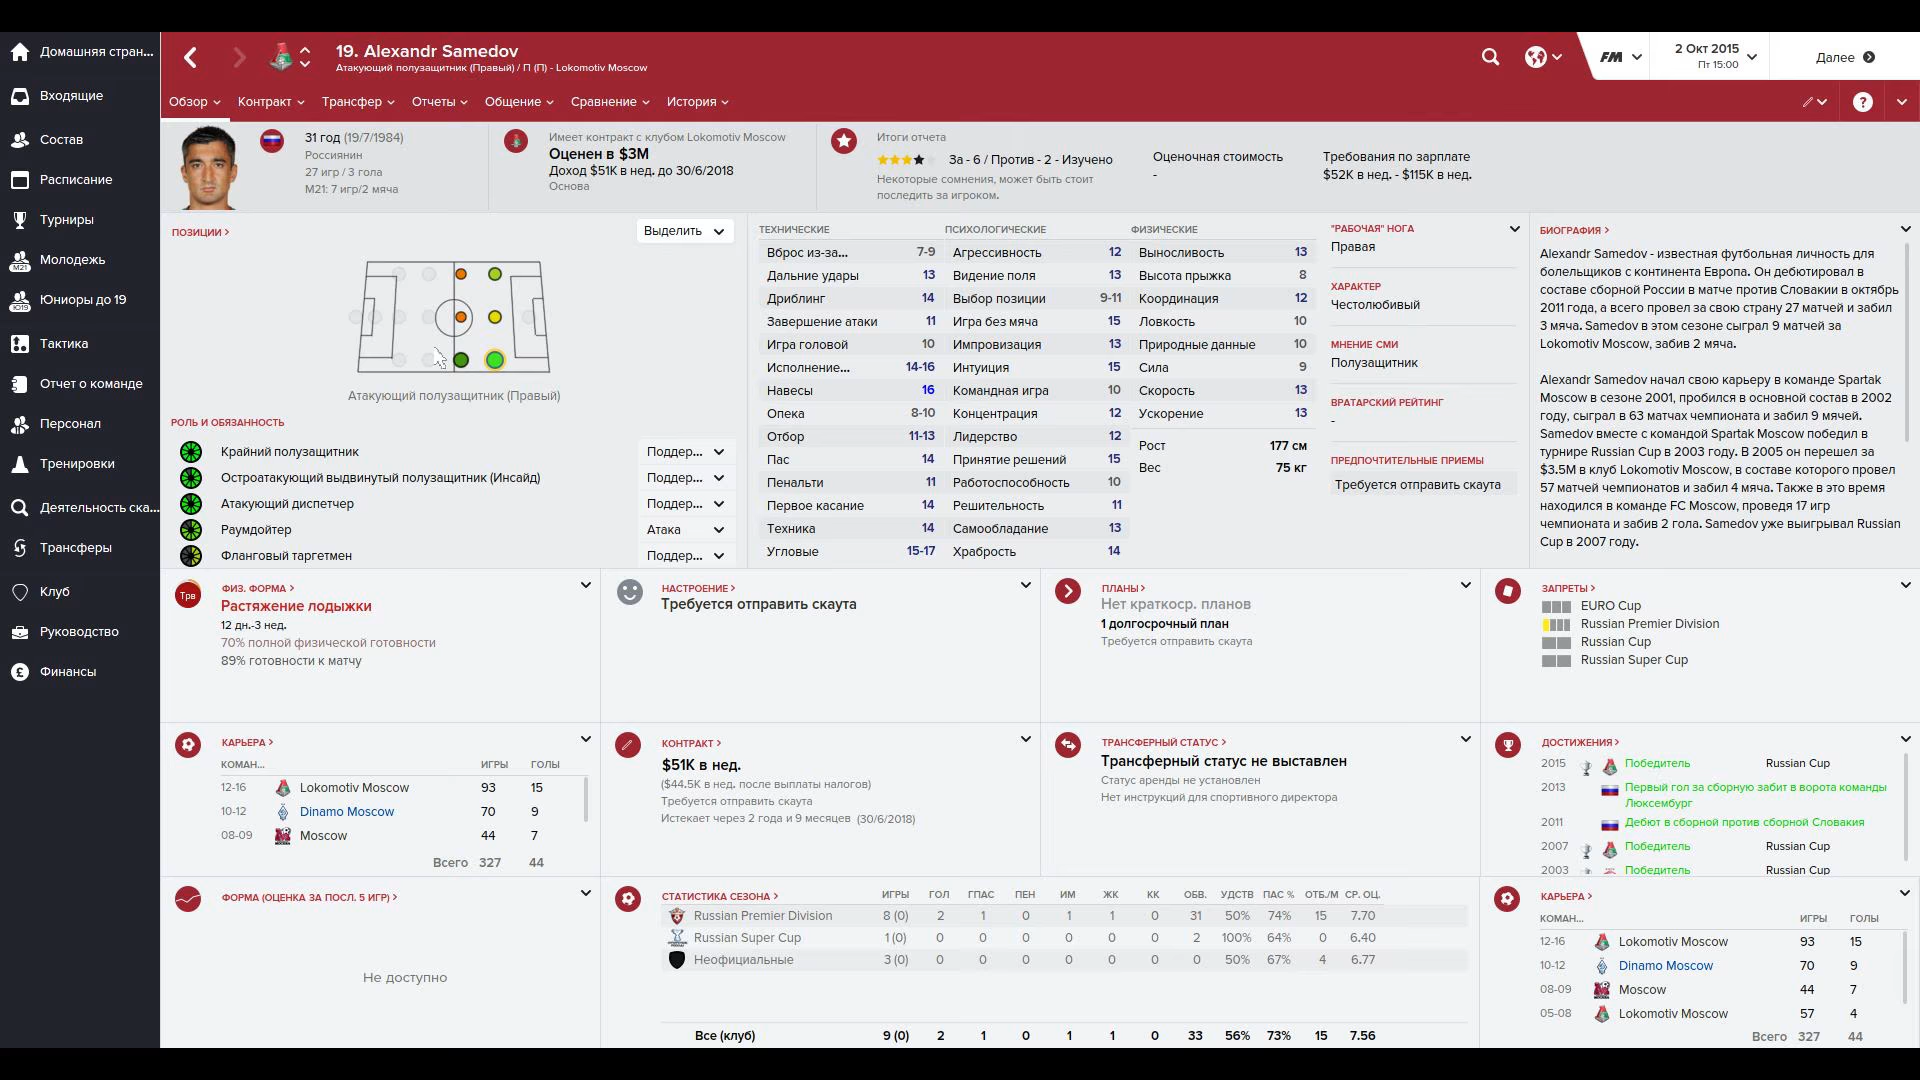 Домашняя стран...
Входящие
Состав
Расписание
Турниры
Молодежь
Юниоры до 19
Тактика
Отчет о команде
Персонал
Тренировки
Деятельность ска...
Трансферы
Клуб
Руководство
Финансы
19. Alexandr Samedov
Атакующий полузащитник (Правый) / П (П) - Lokomotiv Moscow
FM
2 Окт 2015
Пт 15:00
Далее
Обзор Контракт Трансфер Отчеты Общение Сравнение История
?
31 год (19/7/1984)
Россиянин
27 игр / 3 гола
М21: 7 игр/2 мяча
Имеет контракт с клубом Lokomotiv Moscow
Оценен в $3M
Доход $51K в нед. до 30/6/2018
Основа
Итоги отчета
За - 6 / Против - 2 - Изучено
Некоторые сомнения, может быть стоит
последить за игроком.
Оценочная стоимость
-
Требования по зарплате
$52K в нед. - $115K в нед.
ПОЗИЦИИ >
Выделить
Атакующий полузащитник (Правый)
РОЛЬ И ОБЯЗАННОСТЬ
Крайний полузащитник Поддер...
Остроатакующий выдвинутый полузащитник (Инсайд) Поддер...
Атакующий диспетчер Поддер...
Раумдойтер Атака
Фланговый таргетмен Поддер...
ТЕХНИЧЕСКИЕ
Вброс из-за... 7-9
Дальние удары 13
Дриблинг 14
Завершение атаки 11
Игра головой 10
Исполнение... 14-16
Навесы 16
Опека 8-10
Отбор 11-13
Пас 14
Пенальти 11
Первое касание 14
Техника 14
Угловые 15-17
ПСИХОЛОГИЧЕСКИЕ
Агрессивность 12
Видение поля 13
Выбор позиции 9-11
Игра без мяча 15
Импровизация 13
Интуиция 15
Командная игра 10
Концентрация 12
Лидерство 12
Принятие решений 15
Работоспособность 10
Решительность 11
Самообладание 13
Храбрость 14
ФИЗИЧЕСКИЕ
Выносливость 13
Высота прыжка 8
Координация 12
Ловкость 10
Природные данные 10
Сила 9
Скорость 13
Ускорение 13
Рост 177 см
Вес 75 кг
"РАБОЧАЯ" НОГА
Правая
ХАРАКТЕР
Честолюбивый
МНЕНИЕ СМИ
Полузащитник
ВРАТАРСКИЙ РЕЙТИНГ
-
ПРЕДПОЧТИТЕЛЬНЫЕ ПРИЕМЫ
Требуется отправить скаута
БИОГРАФИЯ >
Alexandr Samedov - известная футбольная личность для
болельщиков с континента Европа. Он дебютировал в
составе сборной России в матче против Словакии в октябрь
2011 года, а всего провел за свою страну 27 матчей и забил
3 мяча. Samedov в этом сезоне сыграл 9 матчей за
Lokomotiv Moscow, забив 2 мяча.
Alexandr Samedov начал свою карьеру в команде Spartak
Moscow в сезоне 2001, пробился в основной состав в 2002
году, сыграл в 63 матчах чемпионата и забил 9 мячей.
Samedov вместе с командой Spartak Moscow победил в
турнире Russian Cup в 2003 году. В 2005 он перешел за
$3.5M в клуб Lokomotiv Moscow, в составе которого провел
57 матчей чемпионатов и забил 4 мяча. Также в это время
находился в команде FC Moscow, проведя 17 игр
чемпионата и забив 2 гола. Samedov уже выигрывал Russian
Cup в 2007 году.
Трв
ФИЗ. ФОРМА >
Растяжение лодыжки
12 дн.-3 нед.
70% полной физической готовности
89% готовности к матчу
НАСТРОЕНИЕ >
Требуется отправить скаута
ПЛАНЫ >
Нет краткоср. планов
1 долгосрочный план
Требуется отправить скаута
ЗАПРЕТЫ >
EURO Cup
Russian Premier Division
Russian Cup
Russian Super Cup
КАРЬЕРА >
КОМАН... ИГРЫ ГОЛЫ
12-16 Lokomotiv Moscow 93 15
10-12 Dinamo Moscow 70 9
08-09 Moscow 44 7
Всего 327 44
КОНТРАКТ >
$51K в нед.
($44.5K в нед. после выплаты налогов)
Требуется отправить скаута
Истекает через 2 года и 9 месяцев (30/6/2018)
ТРАНСФЕРНЫЙ СТАТУС >
Трансферный статус не выставлен
Статус аренды не установлен
Нет инструкций для спортивного директора
ДОСТИЖЕНИЯ >
2015 Победитель Russian Cup
2013 Первый гол за сборную забит в ворота команды
Люксембург
2011 Дебют в сборной против сборной Словакия
2007 Победитель Russian Cup
2003 Победитель Russian Cup
ФОРМА (ОЦЕНКА ЗА ПОСЛ. 5 ИГР) >
Не доступно
СТАТИСТИКА СЕЗОНА > ИГРЫ ГОЛ ГПАС ПЕН ИМ ЖК КК ОБВ. УДСТВ ПАС % ОТБ./М СР. ОЦ.
Russian Premier Division 8 (0) 2 1 0 1 1 0 31 50% 74% 15 7.70
Russian Super Cup 1 (0) 0 0 0 0 0 0 2 100% 64% 0 6.40
Неофициальные 3 (0) 0 0 0 0 0 0 0 50% 67% 4 6.77
Все (клуб) 9 (0) 2 1 0 1 1 0 33 56% 73% 15 7.56
КАРЬЕРА >
КОМАН... ИГРЫ ГОЛЫ
12-16 Lokomotiv Moscow 93 15
10-12 Dinamo Moscow 70 9
08-09 Moscow 44 7
05-08 Lokomotiv Moscow 57 4
Всего 327 44